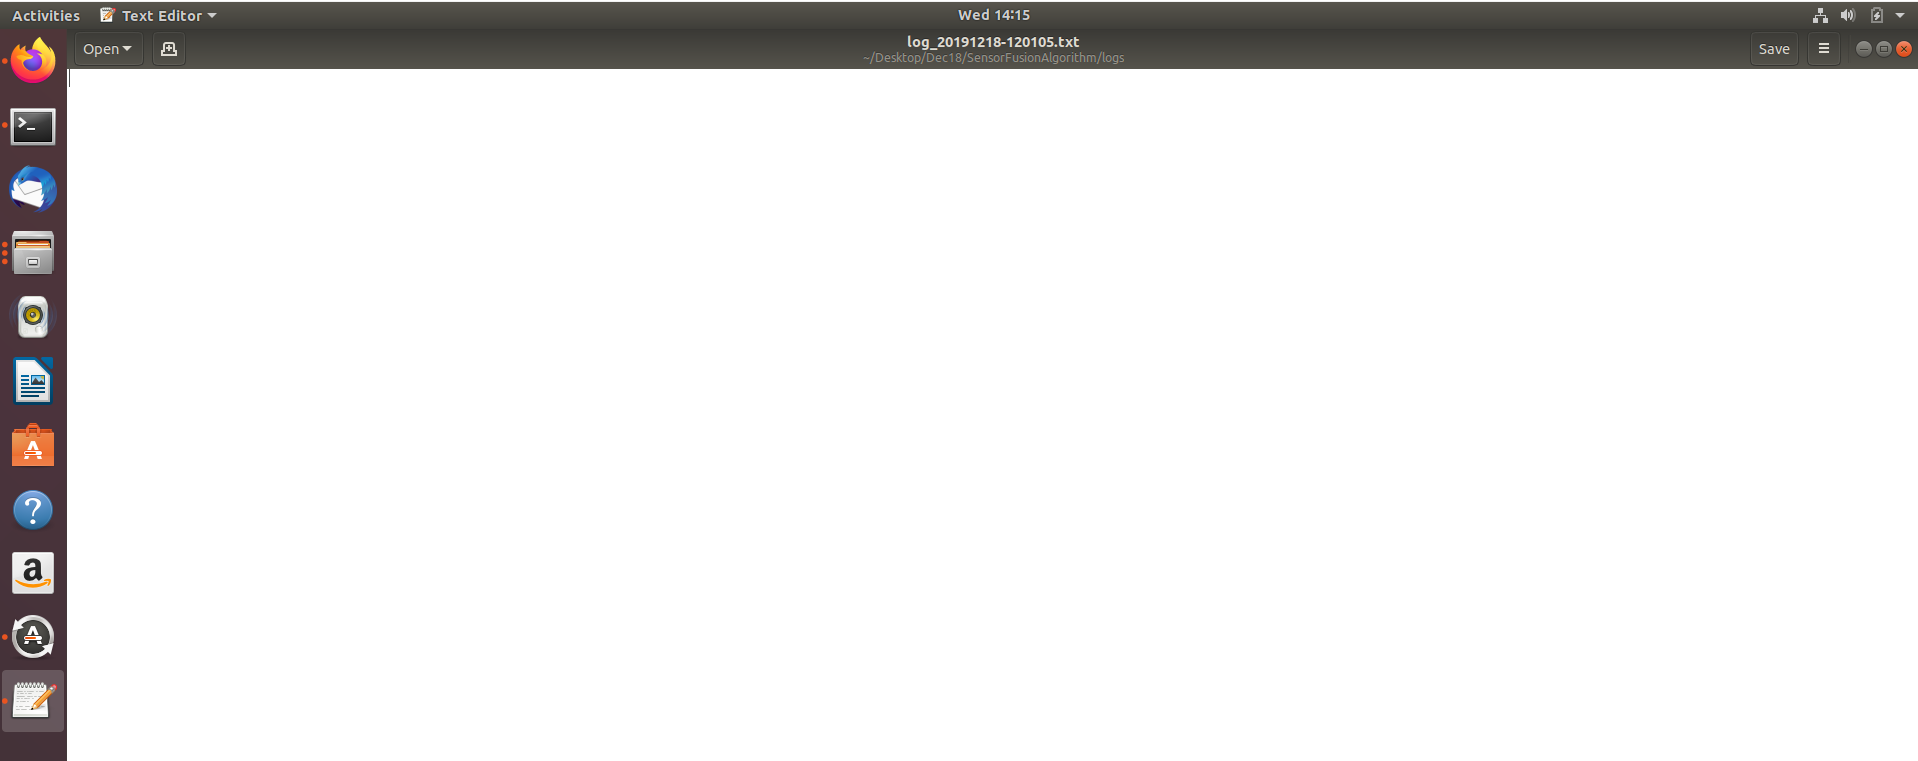 Activities Text Editor Wed 14:15
Open log_20191218-120105.txt Save
~/Desktop/Dec18/SensorFusionAlgorithm/logs
>_
A
?
a
A